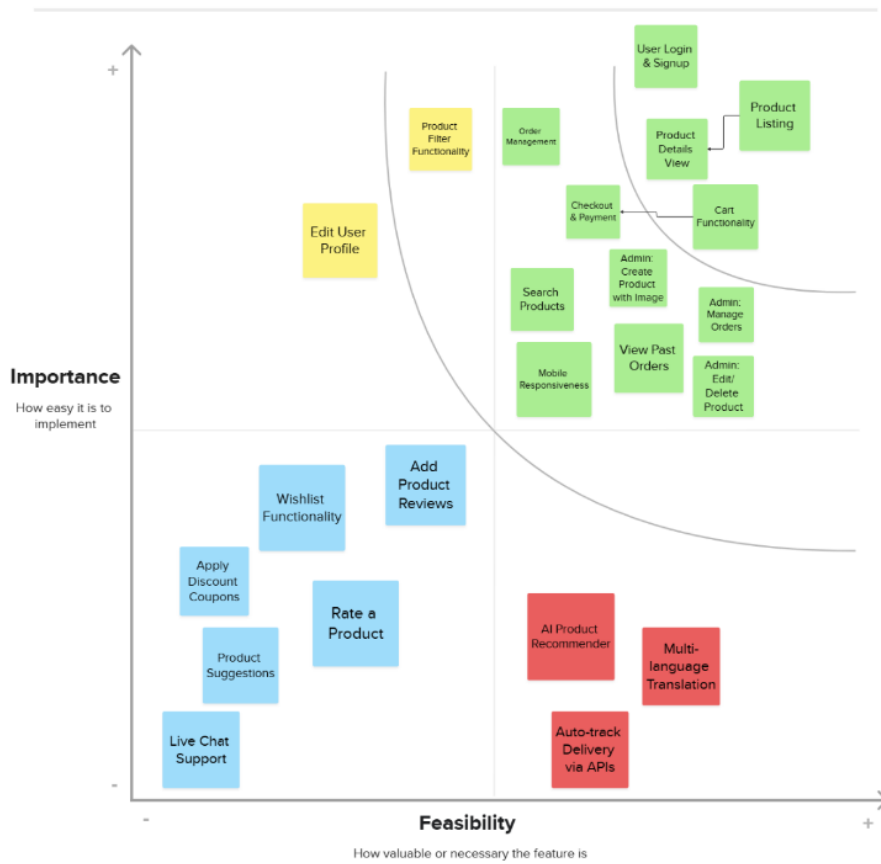 +
User Login
& Signup
Product
Listing
Product
Filter
Functionality
Order
Management
Product
Details
View
Edit User
Profile
Checkout
& Payment
Cart
Functionality
Search
Products
Admin:
Create
Product
with Image
Admin:
Manage
Orders
Mobile
Responsiveness
View Past
Orders
Admin:
Edit/
Delete
Product
Importance
How easy it is to
implement
Add
Product
Reviews
Wishlist
Functionality
Apply
Discount
Coupons
Rate a
Product
Product
Suggestions
Live Chat
Support
AI Product
Recommender
Multi-
language
Translation
Auto-track
Delivery
via APIs
-
-
Feasibility
+
How valuable or necessary the feature is